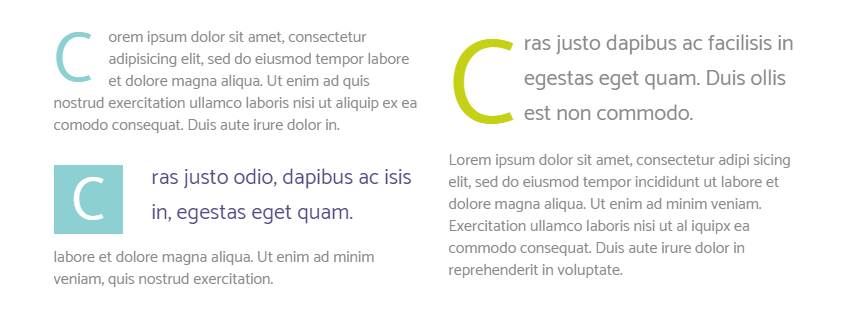 Corem ipsum dolor sit amet, consectetur
adipisicing elit, sed do eiusmod tempor labore
et dolore magna aliqua. Ut enim ad quis
nostrud exercitation ullamco laboris nisi ut aliquip ex ea
comodo consequat. Duis aute irure dolor in.
Cras justo odio, dapibus ac isis
in, egestas eget quam.
labore et dolore magna aliqua. Ut enim ad minim
veniam, quis nostrud exercitation.
Cras justo dapibus ac facilisis in
egestas eget quam. Duis ollis
est non commodo.
Lorem ipsum dolor sit amet, consectetur adipi sicing
elit, sed do eiusmod tempor incididunt ut labore et
dolore magna aliqua. Ut enim ad minim veniam.
Exercitation ullamco laboris nisi ut al iquipx ea
commodo consequat. Duis aute irure dolor in
reprehenderit in voluptate.